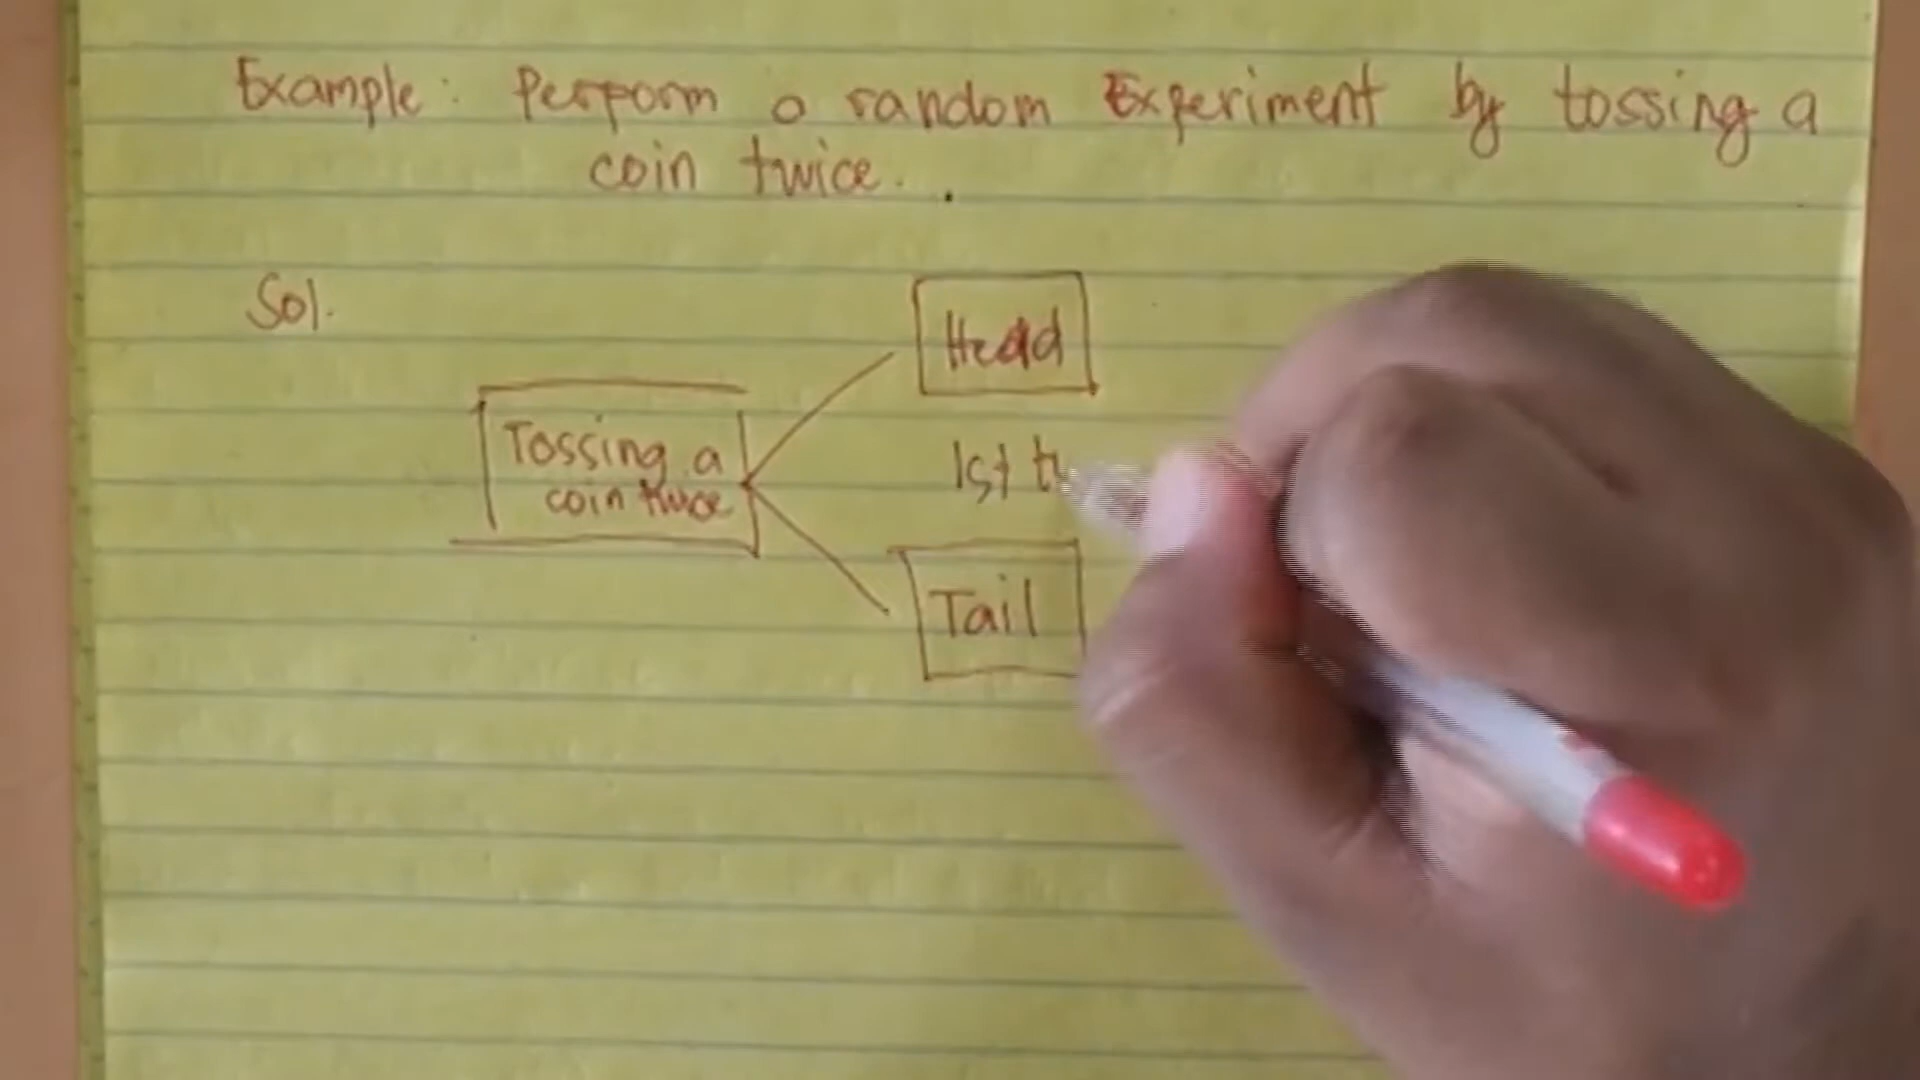 Example: Perform a random Experiment by tossing a
coin twice.
Sol.
Head
Tossing a
coin twice
1st
Tail